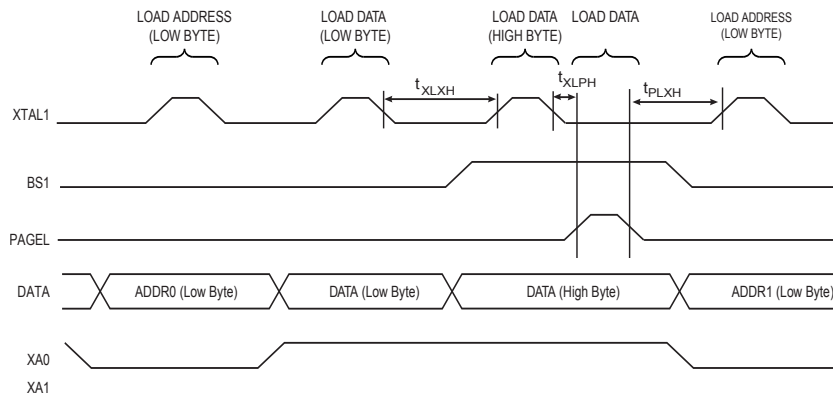 LOAD ADDRESS
(LOW BYTE)
LOAD DATA
(LOW BYTE)
LOAD DATA
(HIGH BYTE)
LOAD DATA
LOAD ADDRESS
(LOW BYTE)
tXLXH
tXLPH
tPLXH
XTAL1
BS1
PAGEL
DATA
ADDR0 (Low Byte)
DATA (Low Byte)
DATA (High Byte)
ADDR1 (Low Byte)
XA0
XA1